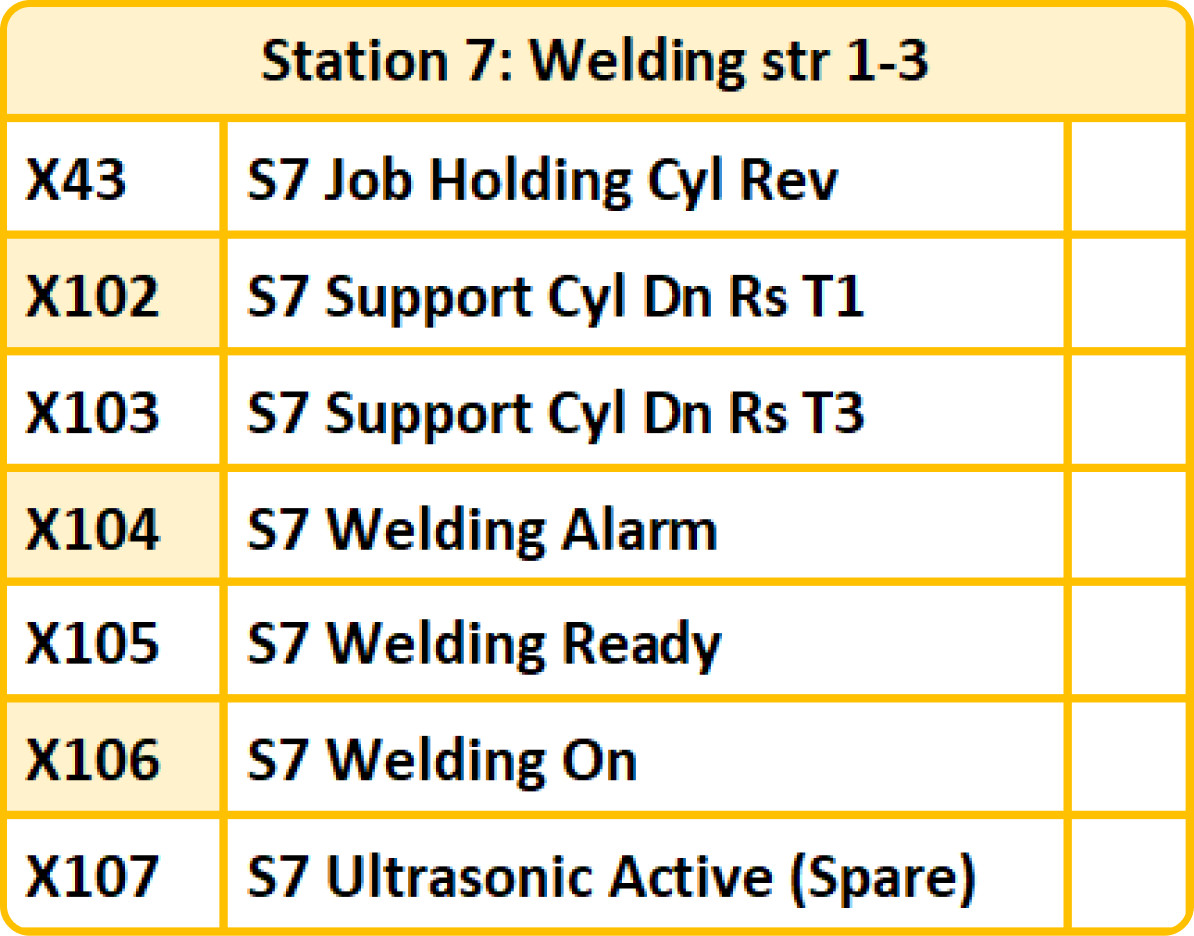 Station 7: Welding str 1-3
X43 S7 Job Holding Cyl Rev
X102 S7 Support Cyl Dn Rs T1
X103 S7 Support Cyl Dn Rs T3
X104 S7 Welding Alarm
X105 S7 Welding Ready
X106 S7 Welding On
X107 S7 Ultrasonic Active (Spare)